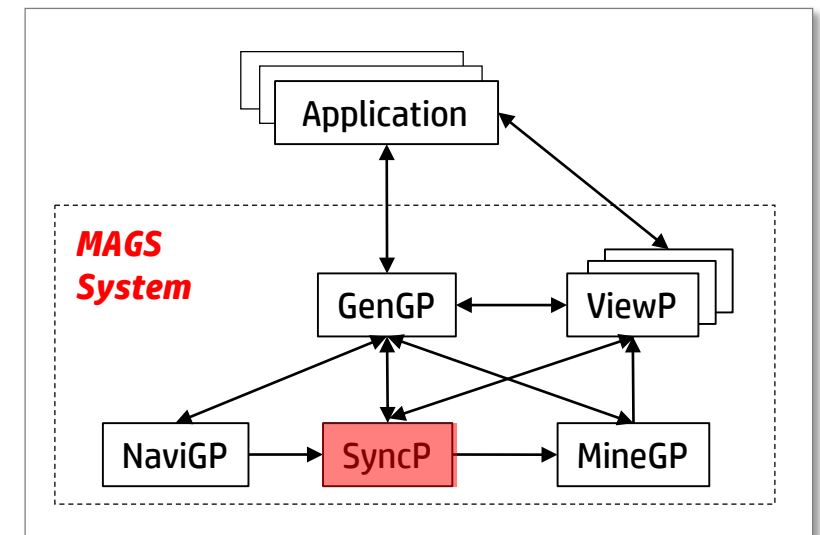 Application
MAGS
System
GenGP
ViewP
NaviGP
SyncP
MineGP